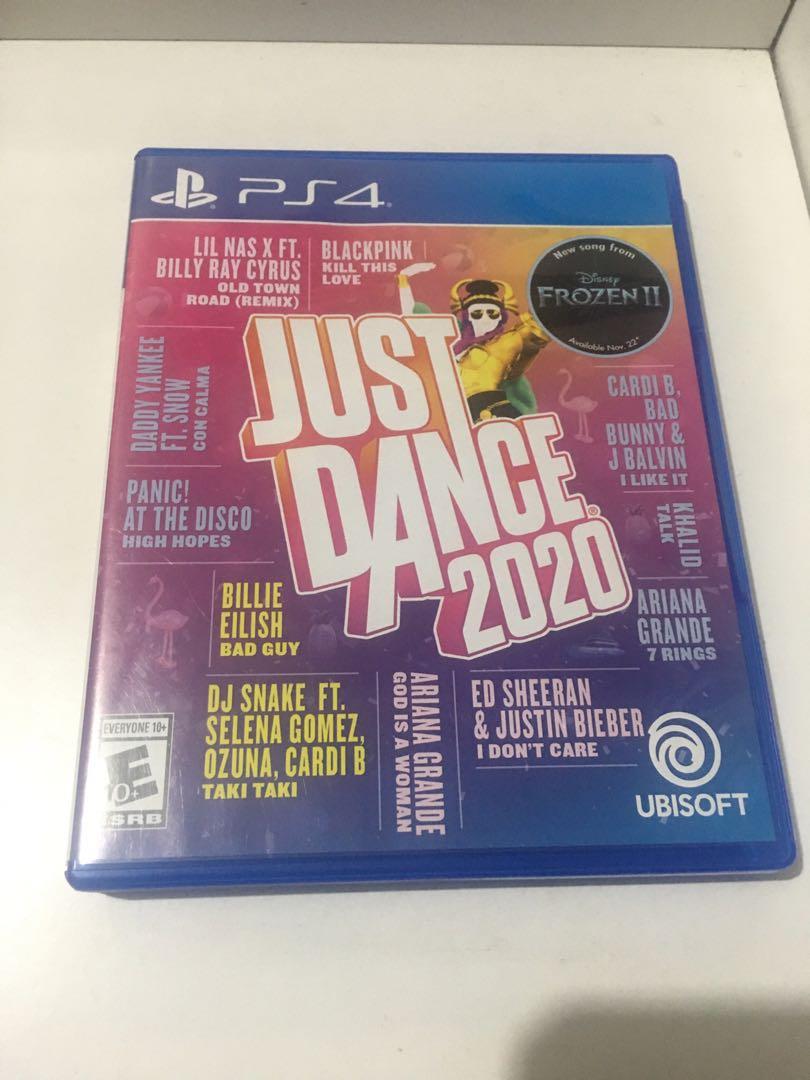 PS4
LIL NAS X FT.
BILLY RAY CYRUS
OLD TOWN
ROAD (REMIX)
BLACKPINK
KILL THIS
LOVE
New song from
Disney
FROZEN II
Available Nov. 22*
DADDY YANKEE
FT. SNOW
CON CALMA
JUST
DANCE®
2020
CARDI B,
BAD
BUNNY &
J BALVIN
I LIKE IT
PANIC!
AT THE DISCO
HIGH HOPES
KHALID
TALK
BILLIE
EILISH
BAD GUY
ARIANA
GRANDE
7 RINGS
DJ SNAKE FT.
SELENA GOMEZ,
OZUNA, CARDI B
TAKI TAKI
ARIANA GRANDE
GOD IS A WOMAN
ED SHEERAN
& JUSTIN BIEBER
I DON'T CARE
EVERYONE 10+
E
10+
ESRB
UBISOFT